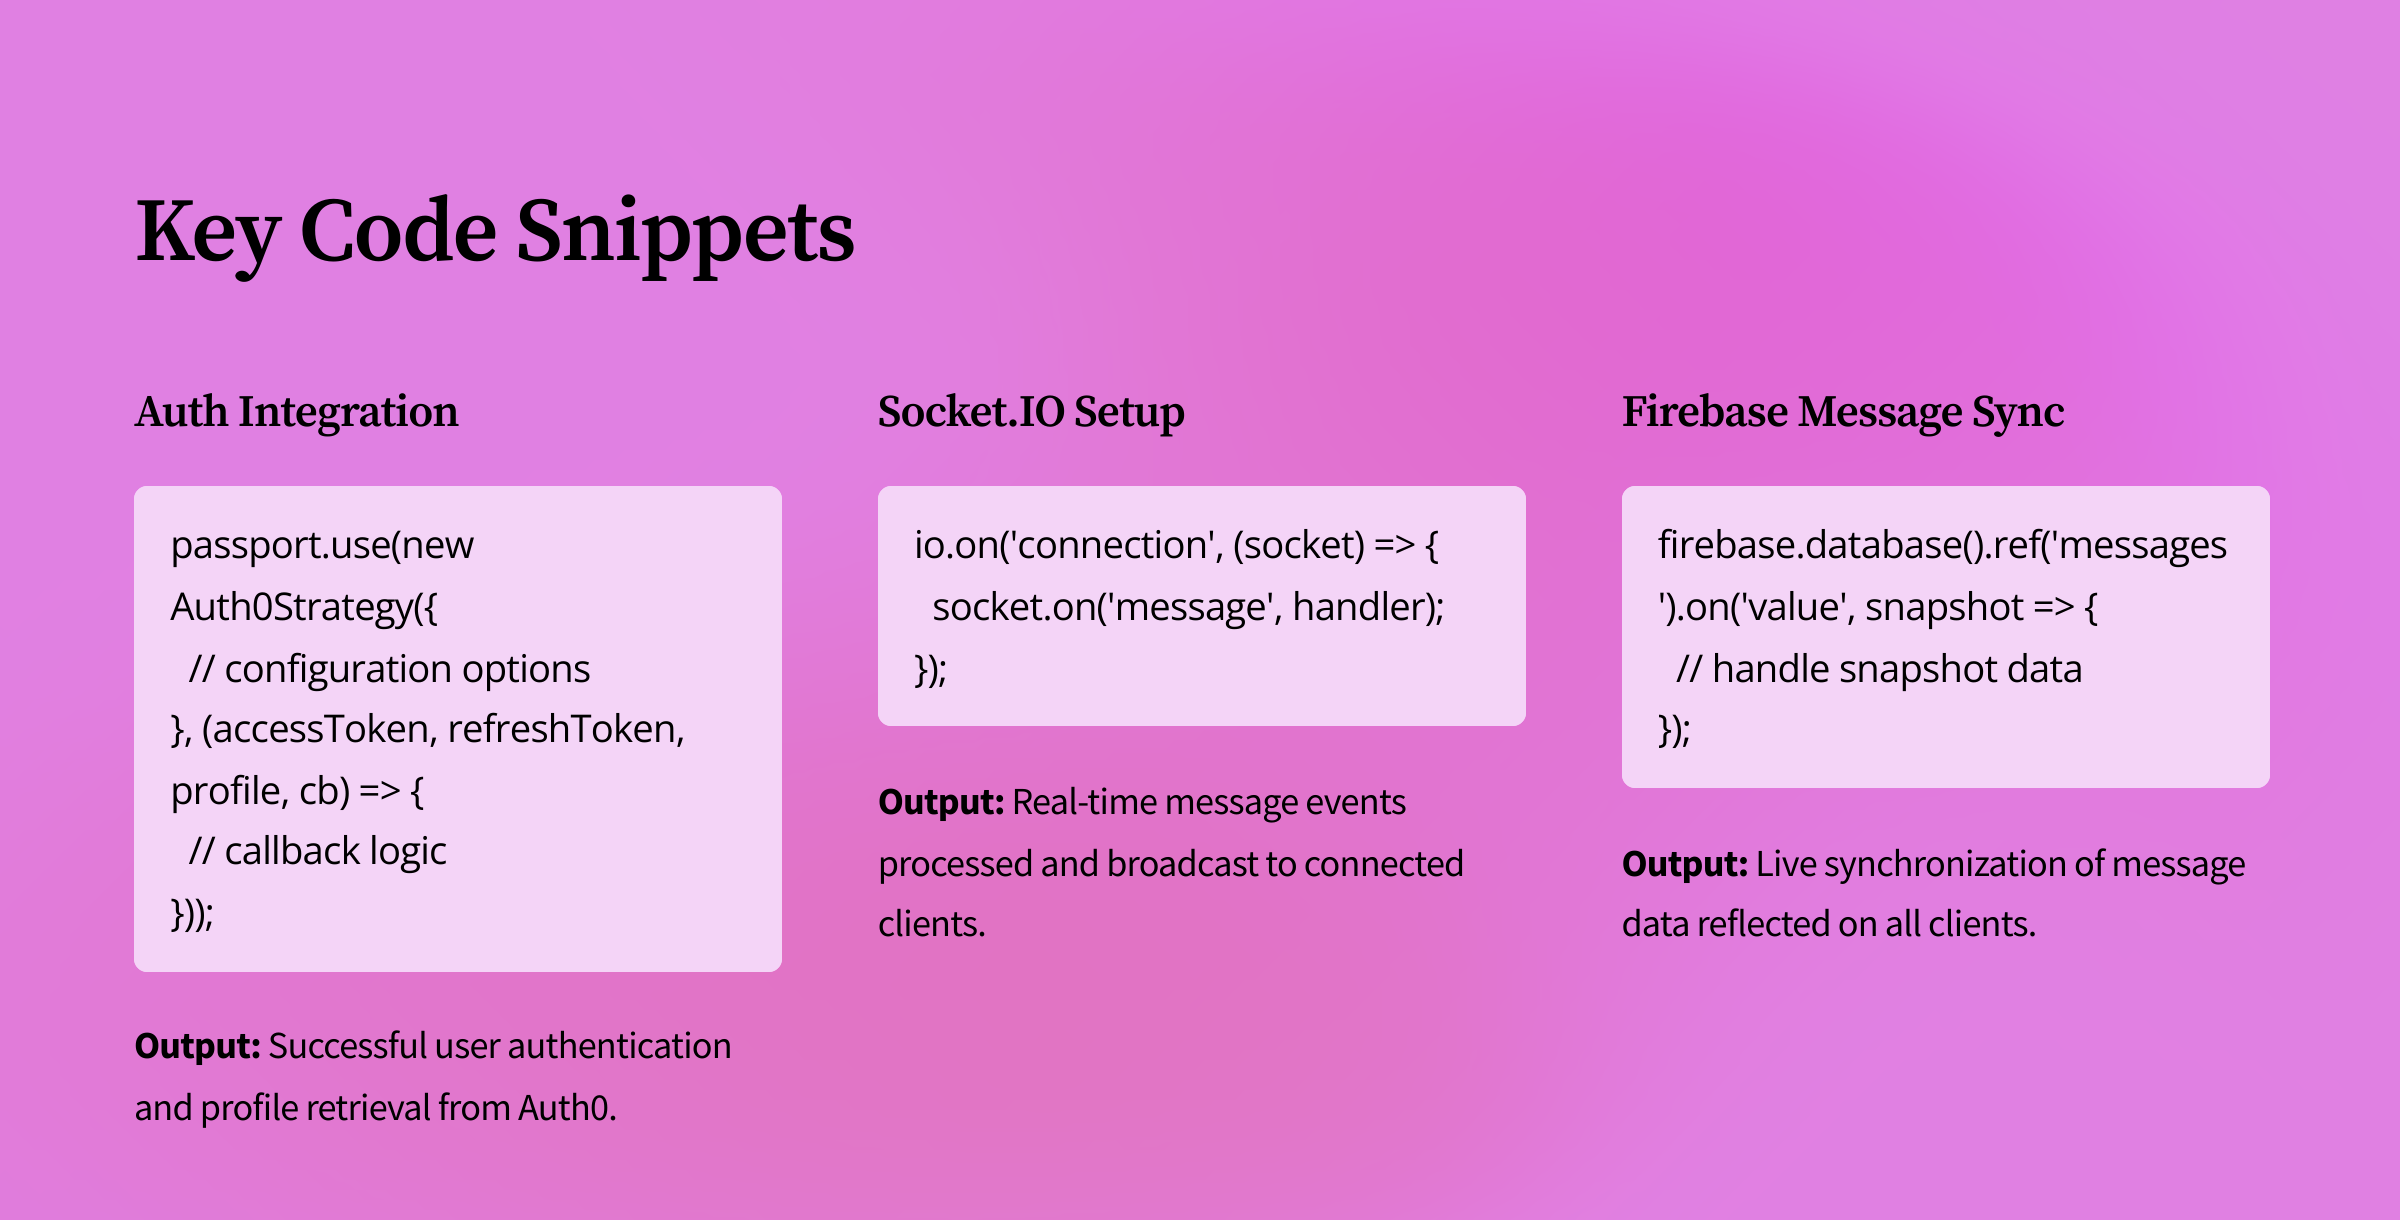 Key Code Snippets
Auth Integration
passport.use(new
Auth0Strategy({
  // configuration options
}, (accessToken, refreshToken,
profile, cb) => {
  // callback logic
}));
Output: Successful user authentication
and profile retrieval from Auth0.
Socket.IO Setup
io.on('connection', (socket) => {
  socket.on('message', handler);
});
Output: Real-time message events
processed and broadcast to connected
clients.
Firebase Message Sync
firebase.database().ref('messages
').on('value', snapshot => {
  // handle snapshot data
});
Output: Live synchronization of message
data reflected on all clients.